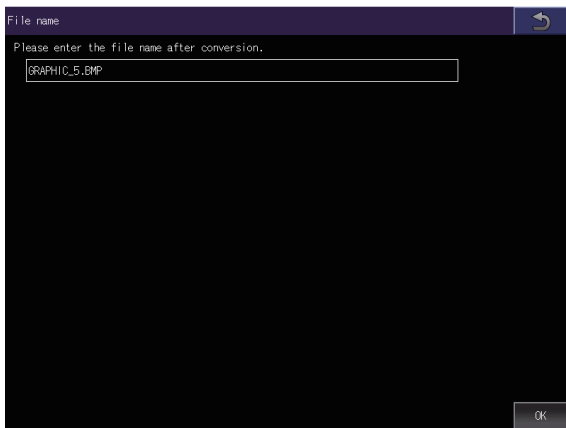 File name
Please enter the file name after conversion.
GRAPHIC_5.BMP
OK